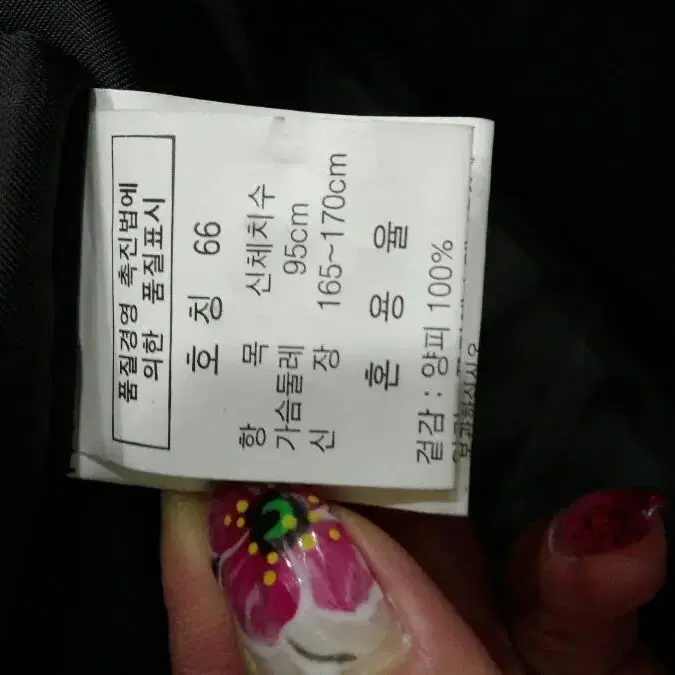 품질경영 촉진법에
의한 품질표시
호 칭 66
항 목 신체치수
가슴둘레 95cm
신 장 165~170cm
혼 용 율
겉감 : 양피 100%